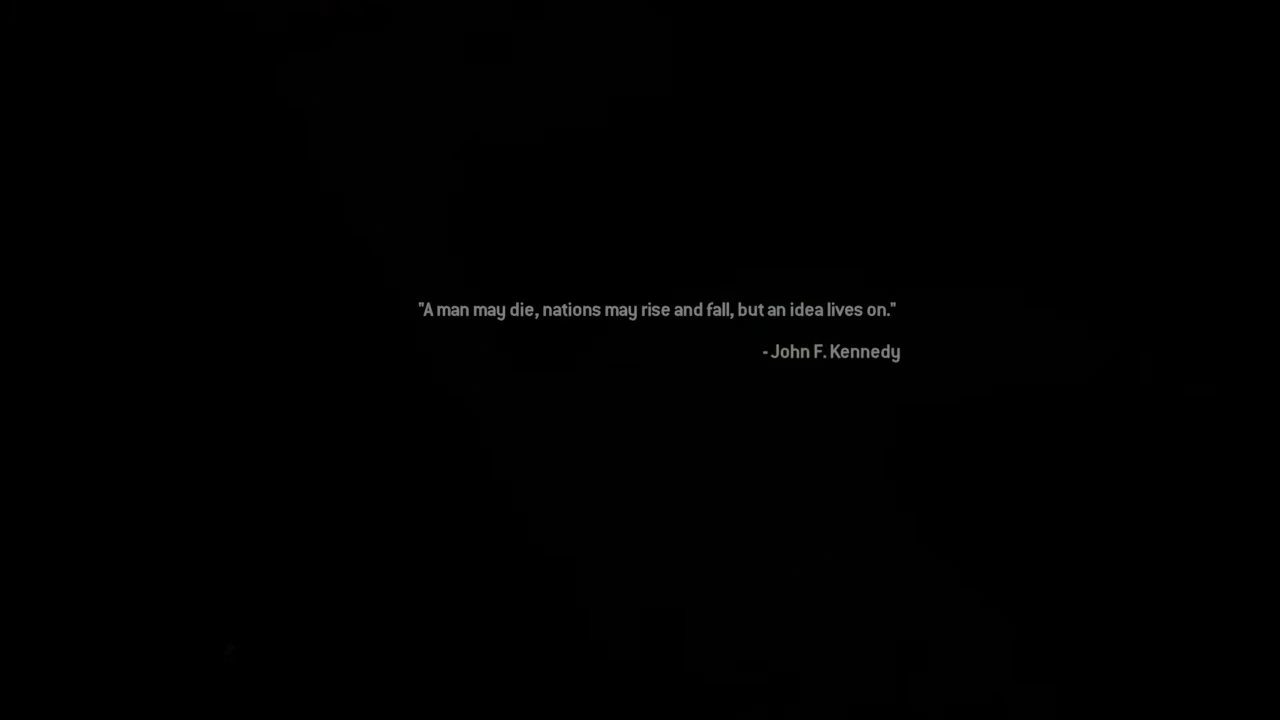 "A man may die, nations may rise and fall, but an idea lives on."
- John F. Kennedy